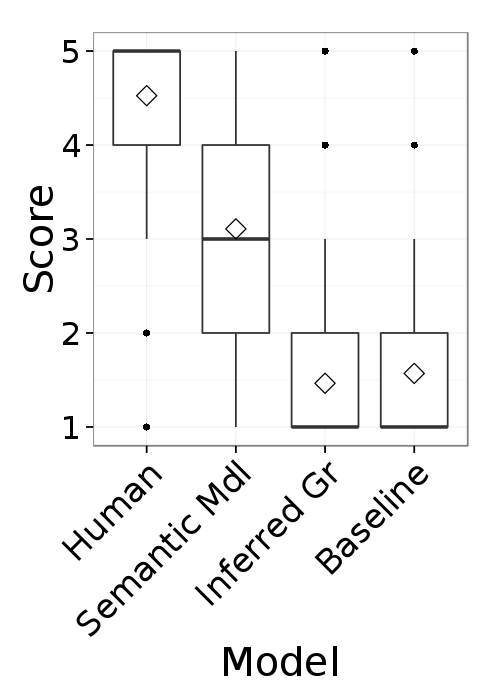 Score
5
4
3
2
1
Human
Semantic Mdl
Inferred Gr
Baseline
Model